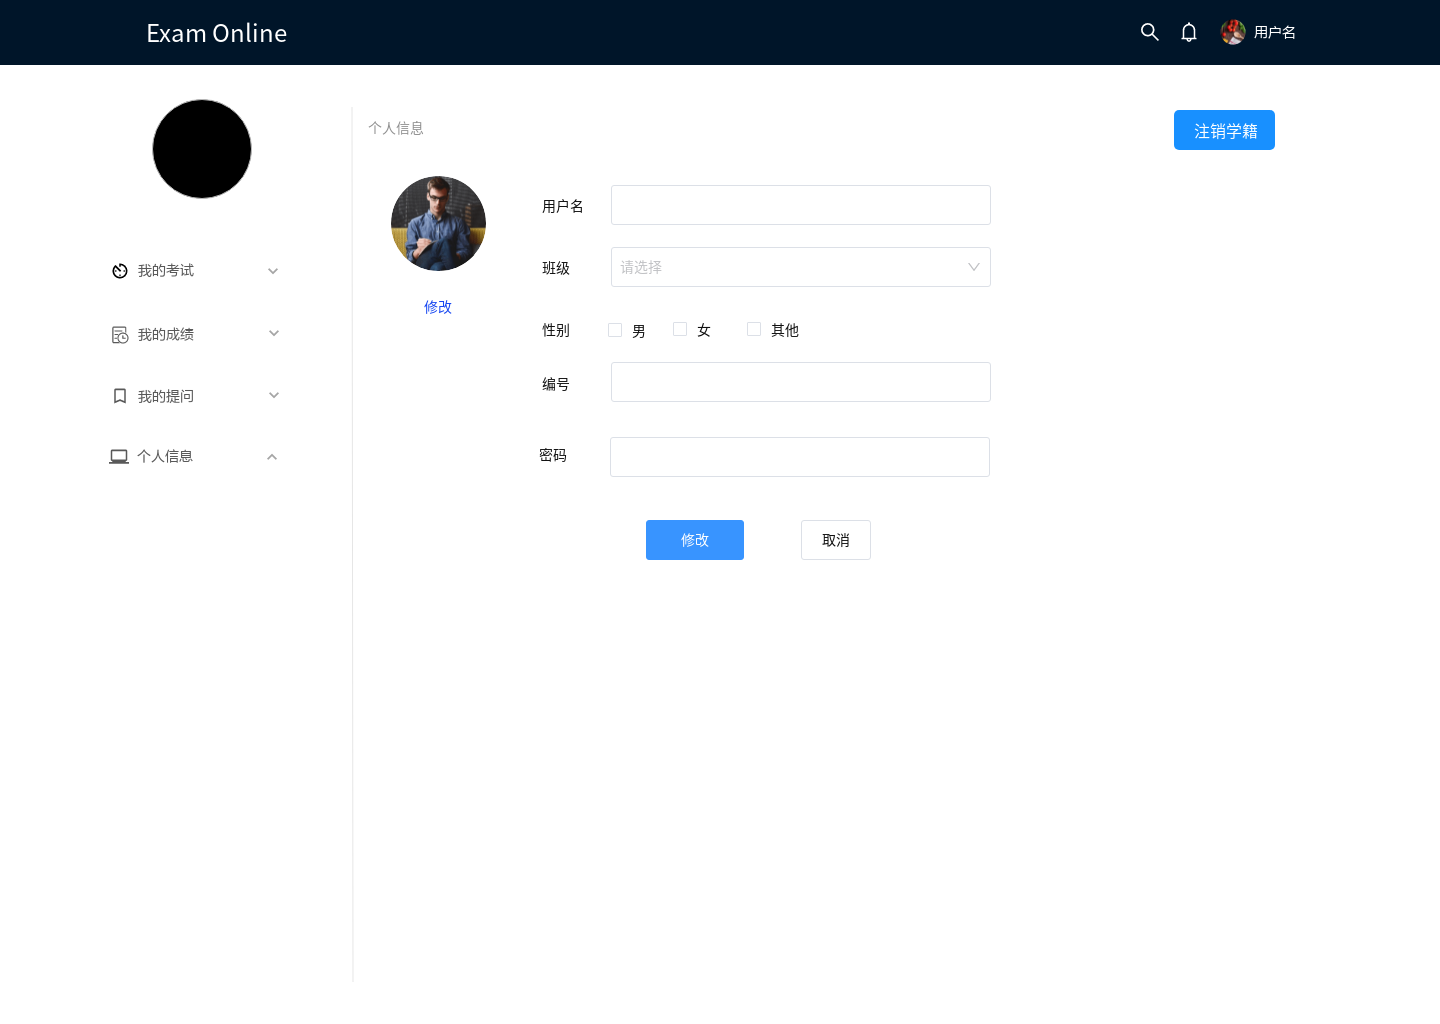 Exam Online
用户名
个人信息
注销学籍
我的考试
我的成绩
我的提问
个人信息
修改
用户名
班级
请选择
性别
男
女
其他
编号
密码
修改
取消